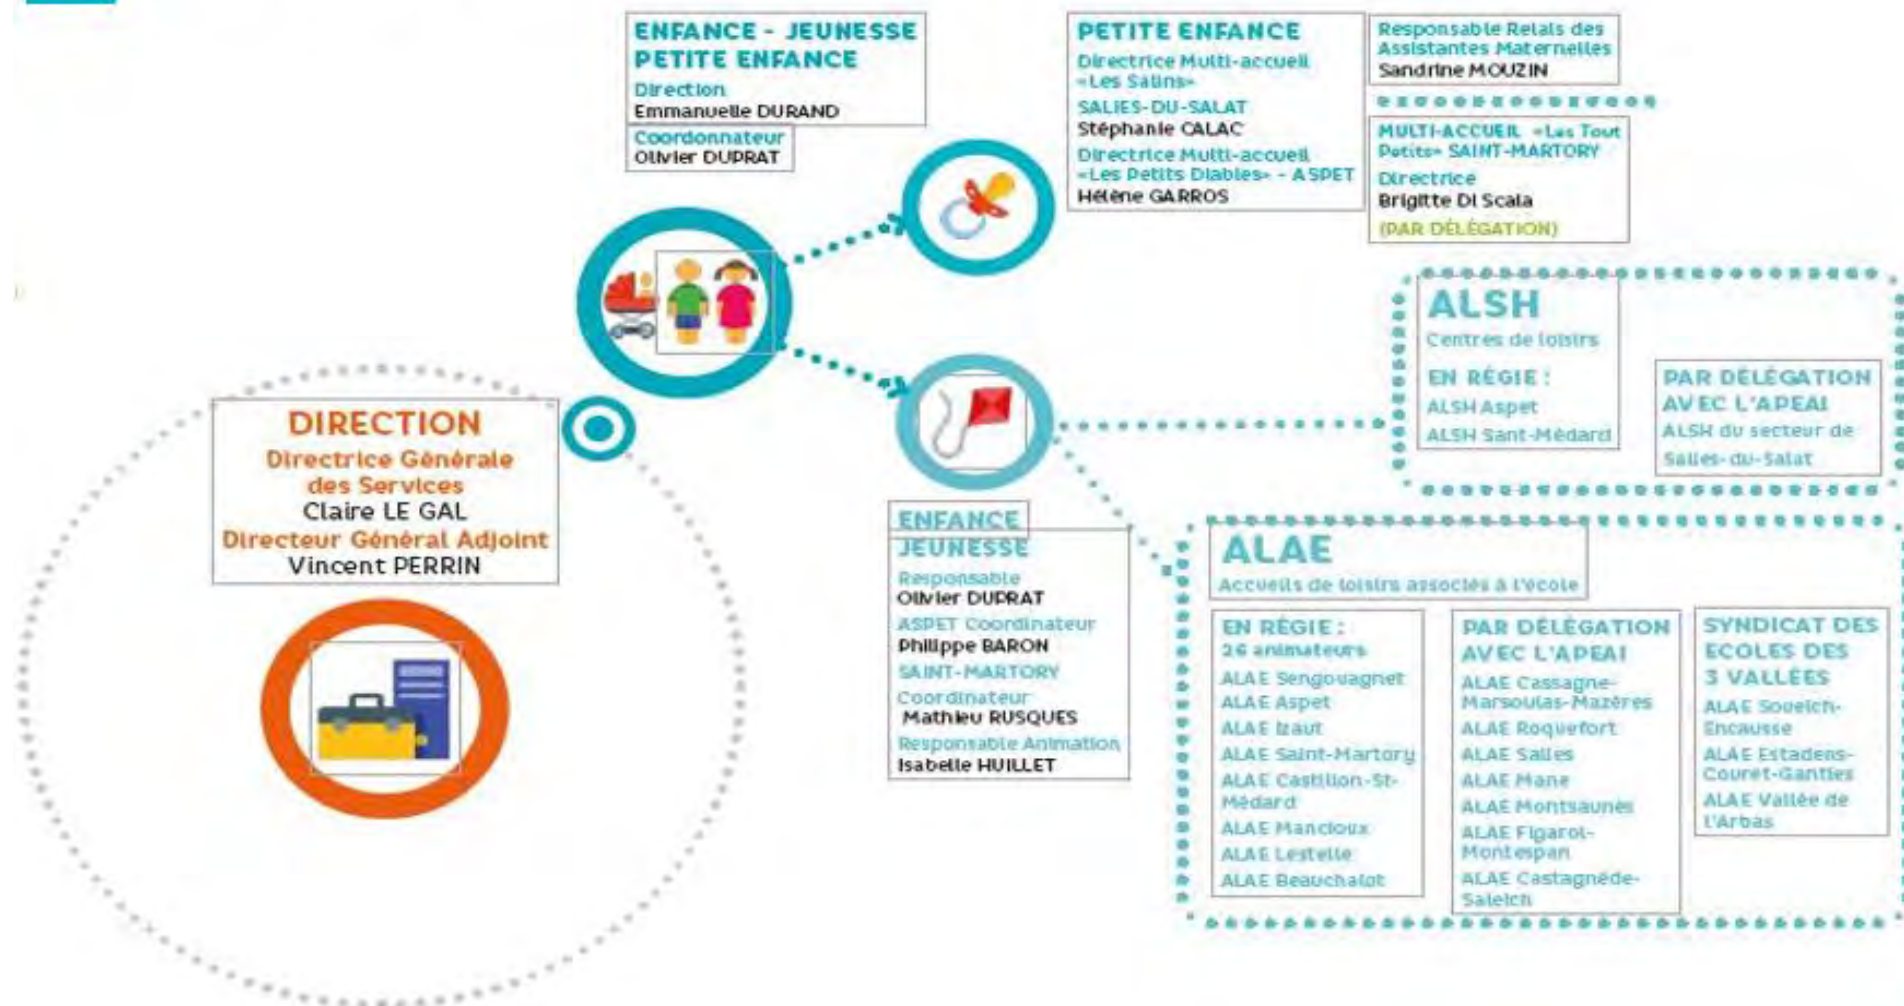 ENFANCE - JEUNESSE
PETITE ENFANCE
Direction
Emmanuelle DURAND
Coordonnateur
Olivier DUPRAT
PETITE ENFANCE
Directrice Multi-accueil
«Les Salins»
SALIES-DU-SALAT
Stéphanie CALAC
Directrice Multi-accueil
«Les Petits Diables» - ASPET
Hélène GARROS
Responsable Relais des
Assistantes Maternelles
Sandrine MOUZIN
MULTI-ACCUEIL «Les Tout
Petits» SAINT-MARTORY
Directrice
Brigitte Di Scala
(PAR DÉLÉGATION)
DIRECTION
Directrice Générale
des Services
Claire LE GAL
Directeur Général Adjoint
Vincent PERRIN
ENFANCE
JEUNESSE
Responsable
Olivier DUPRAT
ASPET Coordinateur
Philippe BARON
SAINT-MARTORY
Coordinateur
Mathieu RUSQUES
Responsable Animation
Isabelle HUILLET
ALSH
Centres de loisirs
EN RÉGIE :
ALSH Aspet
ALSH Sant-Médard
PAR DÉLÉGATION
AVEC L'APEAI
ALSH du secteur de
Salies-du-Salat
ALAE
Accueils de loisirs associés à l'école
EN RÉGIE :
26 animateurs
ALAE Sengouagnet
ALAE Aspet
ALAE Izaut
ALAE Saint-Martory
ALAE Castillon-St-
Médard
ALAE Mancioux
ALAE Lestelle
ALAE Beauchalot
PAR DÉLÉGATION
AVEC L'APEAI
ALAE Cassagne-
Marsoulas-Mazères
ALAE Roquefort
ALAE Salies
ALAE Mane
ALAE Montsaunès
ALAE Figarol-
Montespan
ALAE Castagnède-
Saleich
SYNDICAT DES
ECOLES DES
3 VALLÉES
ALAE Soueich-
Encausse
ALAE Estadens-
Couret-Ganties
ALAE Vallée de
l'Arbas